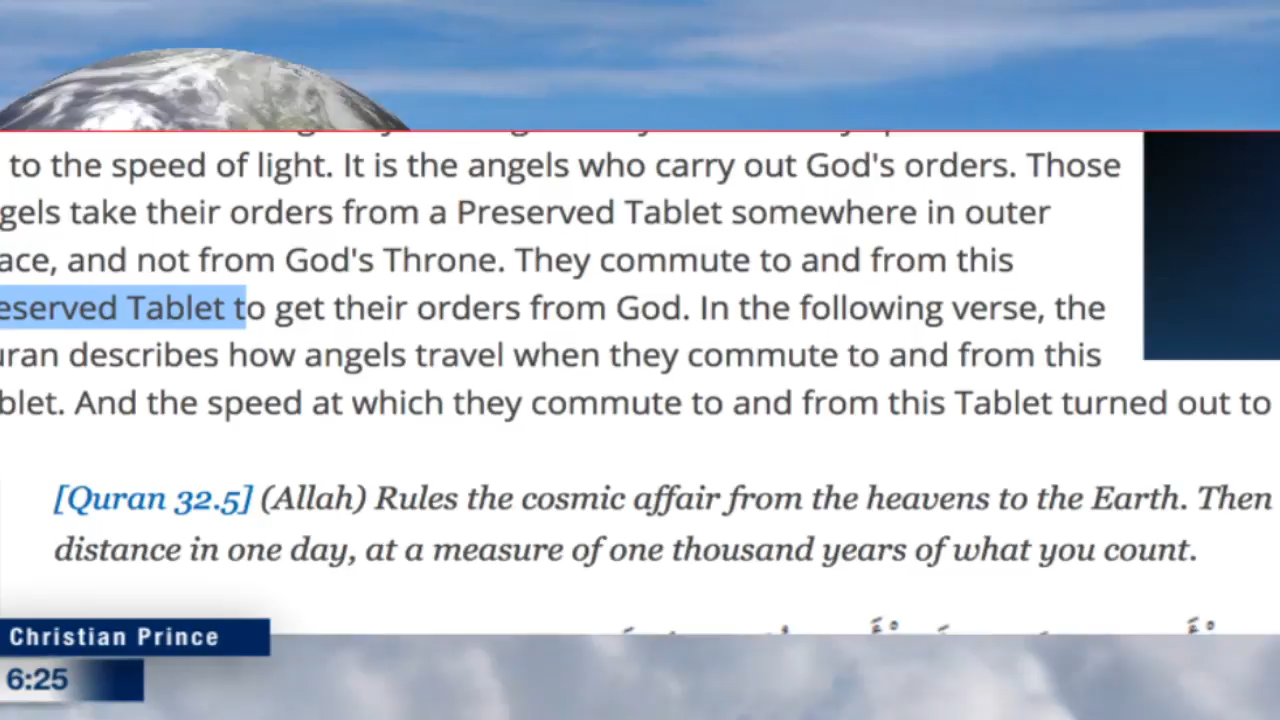 to the speed of light. It is the angels who carry out God's orders. Those
gels take their orders from a Preserved Tablet somewhere in outer
ace, and not from God's Throne. They commute to and from this
eserved Tablet to get their orders from God. In the following verse, the
uran describes how angels travel when they commute to and from this
blet. And the speed at which they commute to and from this Tablet turned out to
[Quran 32.5] (Allah) Rules the cosmic affair from the heavens to the Earth. Then
distance in one day, at a measure of one thousand years of what you count.
Christian Prince
6:25